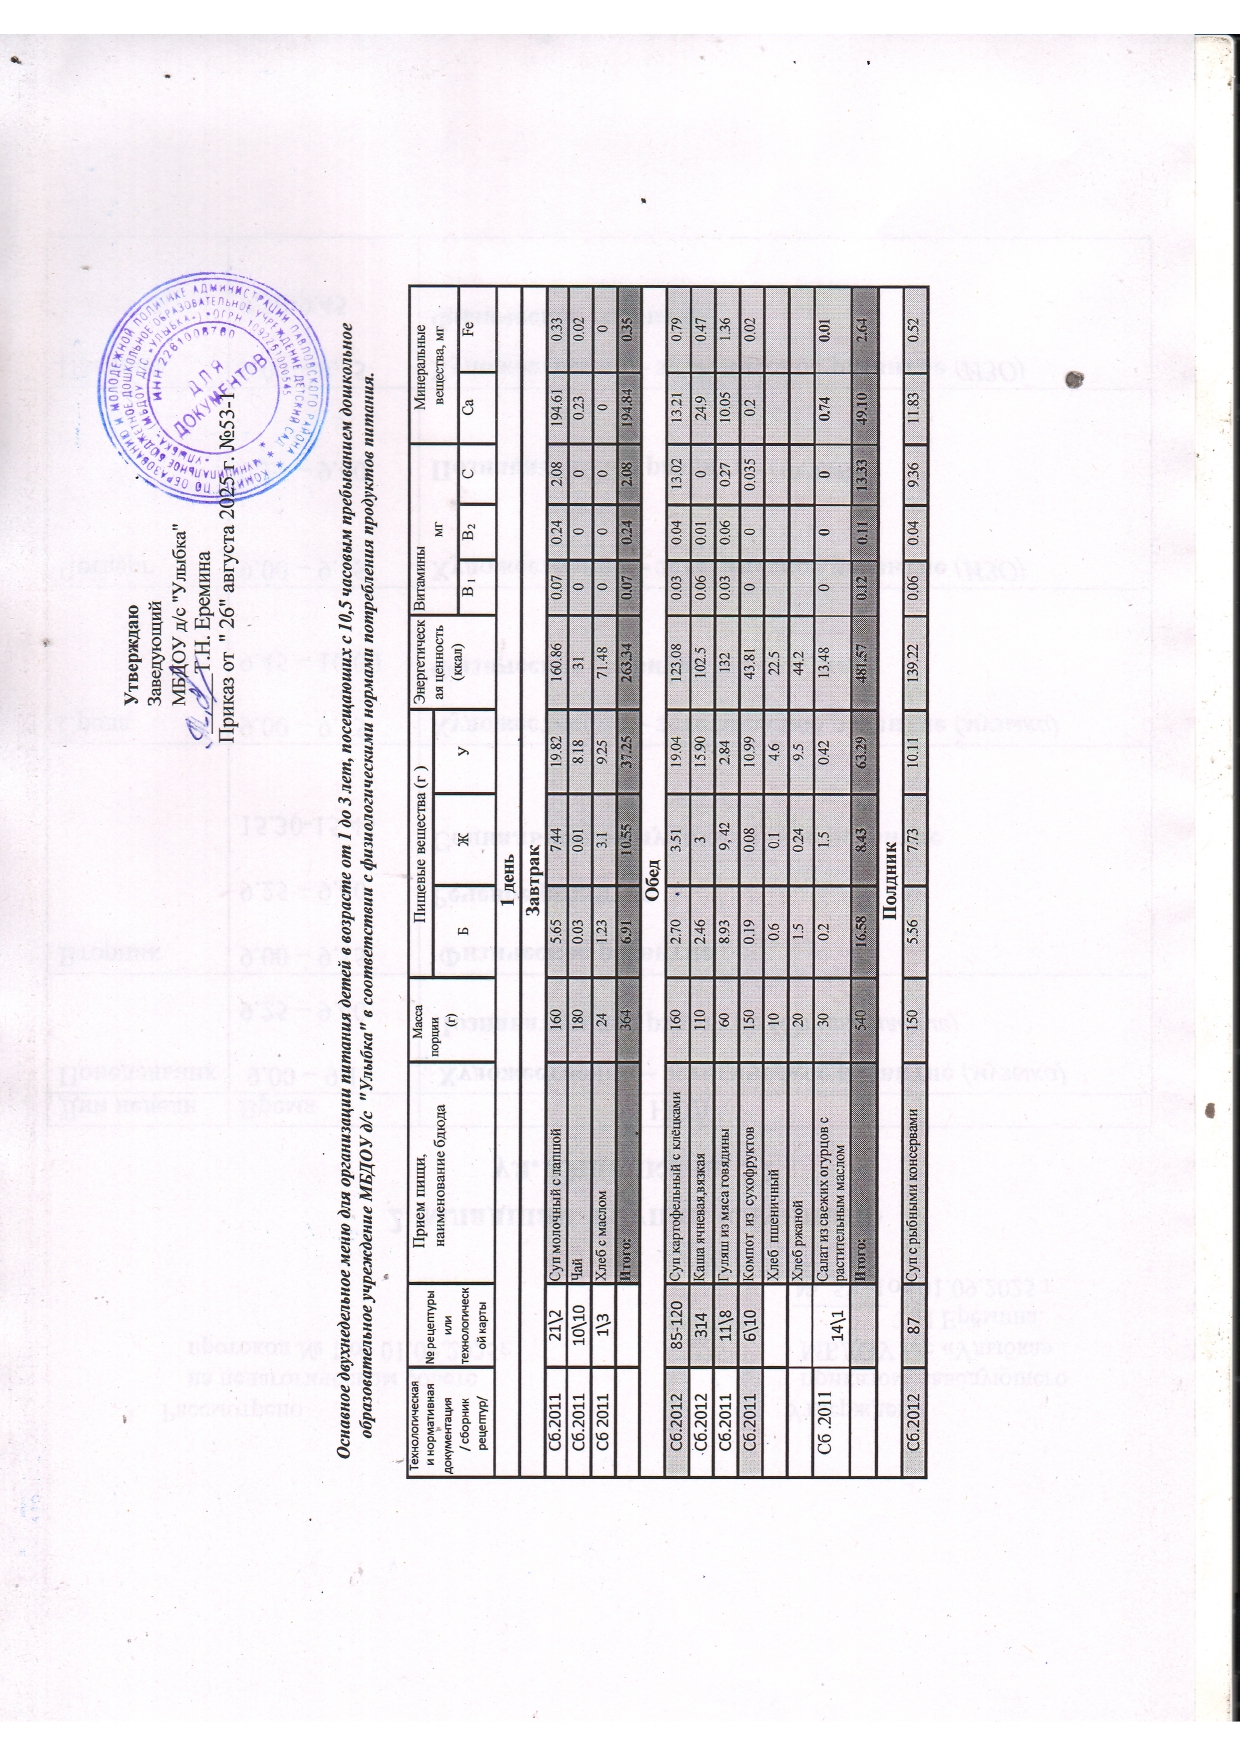 Утверждаю
Заведующий
МБДОУ д/с "Улыбка"
Т.Н. Еремина
Приказ от " 26" августа 2025 г. №53-1
ДЛЯ
ДОКУМЕНТОВ
Основное двухнедельное меню для организации питания детей в возрасте от 1 до 3 лет, посещающих с 10,5 часовым пребыванием дошкольное
образовательное учреждение МБДОУ д/с "Улыбка" в соответствии с физиологическими нормами потребления продуктов питания.
Технологическая и нормативная документация / сборник рецептур/ № рецептуры или технологической карты Прием пищи, наименование блюда Масса порции (г) Пищевые вещества (г ) Энергетическая ценность (ккал) Витамины мг Минеральные вещества, мг
Б Ж У B1 B2 C Ca Fe
1 день
Завтрак
Сб.2011 21\2 Суп молочный с лапшой 160 5.65 7.44 19.82 160.86 0.07 0.24 2.08 194.61 0.33
Сб.2011 10\10 Чай 180 0.03 0.01 8.18 31 0 0 0 0.23 0.02
Сб 2011 1\3 Хлеб с маслом 24 1.23 3.1 9.25 7.48 0 0 0 0 0
Итого: 364 6.91 10.55 37.25 263.34 0.07 0.24 2.08 194.84 0.35
Обед
Сб.2012 85-120 Суп картофельный с клёцками 160 2.70 3.51 19.04 123.08 0.03 0.04 13.02 13.21 0.79
Сб.2012 314 Каша ячневая,вязкая 110 2.46 3 15.90 102.5 0.06 0.01 0 24.9 0.47
Сб.2011 11\8 Гуляш из мяса говядины 60 8.93 9,42 2.84 132 0.03 0.06 0.27 10.05 1.36
Сб.2011 6\10 Компот из сухофруктов 150 0.19 0.08 10.99 43.81 0 0 0.035 0.2 0.02
Хлеб пшеничный 10 0.6 0.1 4.6 22.5
Хлеб ржаной 20 1.5 0.24 9.5 44.2
Сб .2011 14\1 Салат из свежих огурцов с растительным маслом 30 0.2 1.5 0.42 13.48 0 0 0 0.74 0.01
Итого: 540 16.58 8.43 63.29 481.57 0.12 0.11 13.33 49.10 2.64
Полдник
Сб.2012 87 Суп с рыбными консервами 150 5.56 7.73 10.11 139.22 0.06 0.04 9.36 11.83 0.52